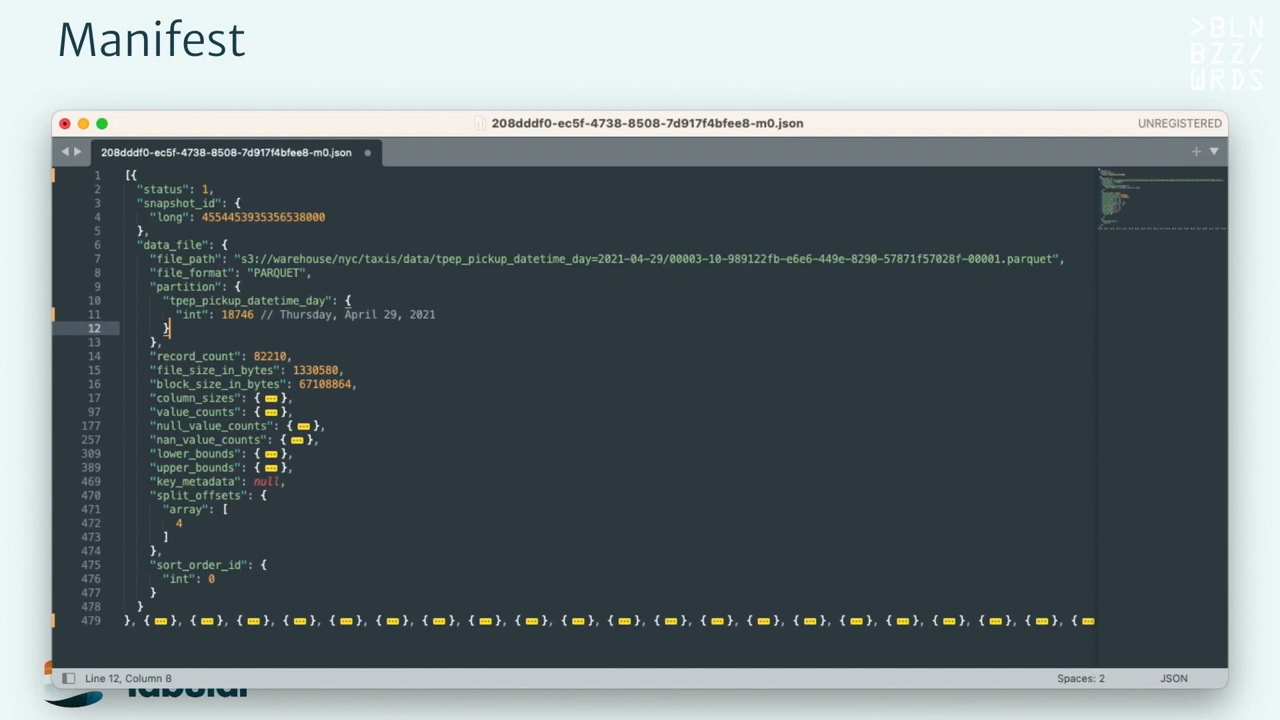 Manifest
>BLN
BZZ/
WRDS
208dddf0-ec5f-4738-8508-7d917f4bfee8-m0.json
UNREGISTERED
208dddf0-ec5f-4738-8508-7d917f4bfee8-m0.json
1 [{
2 "status": 1,
3 "snapshot_id": {
4 "long": 4554453935356538000
5 },
6 "data_file": {
7 "file_path": "s3://warehouse/nyc/taxis/data/tpep_pickup_datetime_day=2021-04-29/00003-10-989122fb-e6e6-449e-8290-57871f57028f-00001.parquet",
8 "file_format": "PARQUET",
9 "partition": {
10 "tpep_pickup_datetime_day": {
11 "int": 18746 // Thursday, April 29, 2021
12 }
13 },
14 "record_count": 82210,
15 "file_size_in_bytes": 1330580,
16 "block_size_in_bytes": 67108864,
17 "column_sizes": { ... },
97 "value_counts": { ... },
177 "null_value_counts": { ... },
257 "nan_value_counts": { ... },
309 "lower_bounds": { ... },
389 "upper_bounds": { ... },
469 "key_metadata": null,
470 "split_offsets": {
471 "array": [
472 4
473 ]
474 },
475 "sort_order_id": {
476 "int": 0
477 }
478 }
479 }, { ... }, { ... }, { ... }, { ... }, { ... }, { ... }, { ... }, { ... }, { ... }, { ... }, { ... }, { ... }, { ... }, { ... }, { ... }, { ... }, { ... }, { ... }, { ... }, { ... }, { ...
Line 12, Column 8
Spaces: 2
JSON